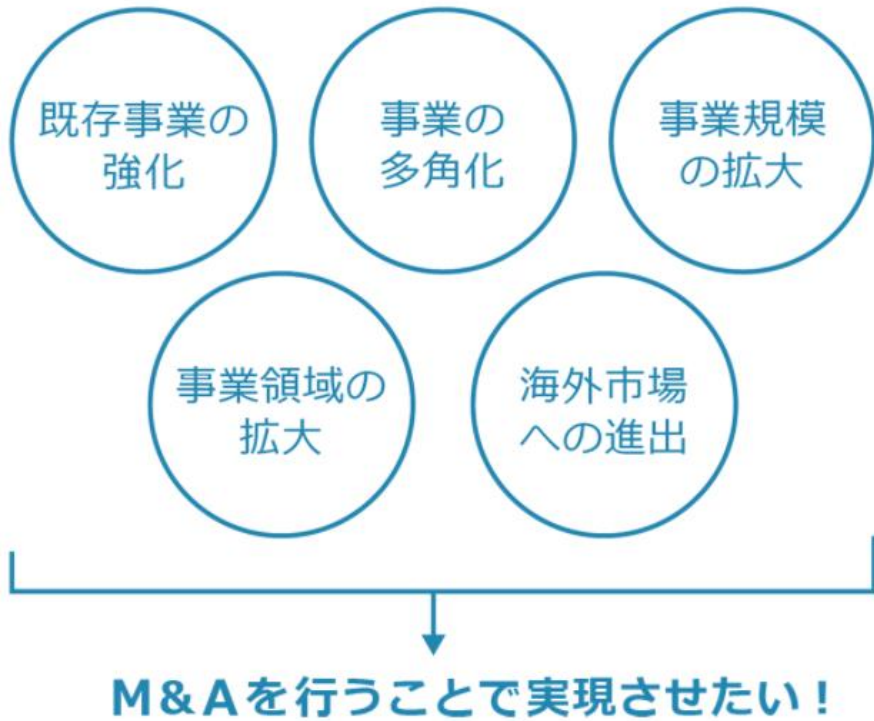 既存事業の
強化
事業の
多角化
事業規模
の拡大
事業領域の
拡大
海外市場
への進出
M&Aを行うことで実現させたい！